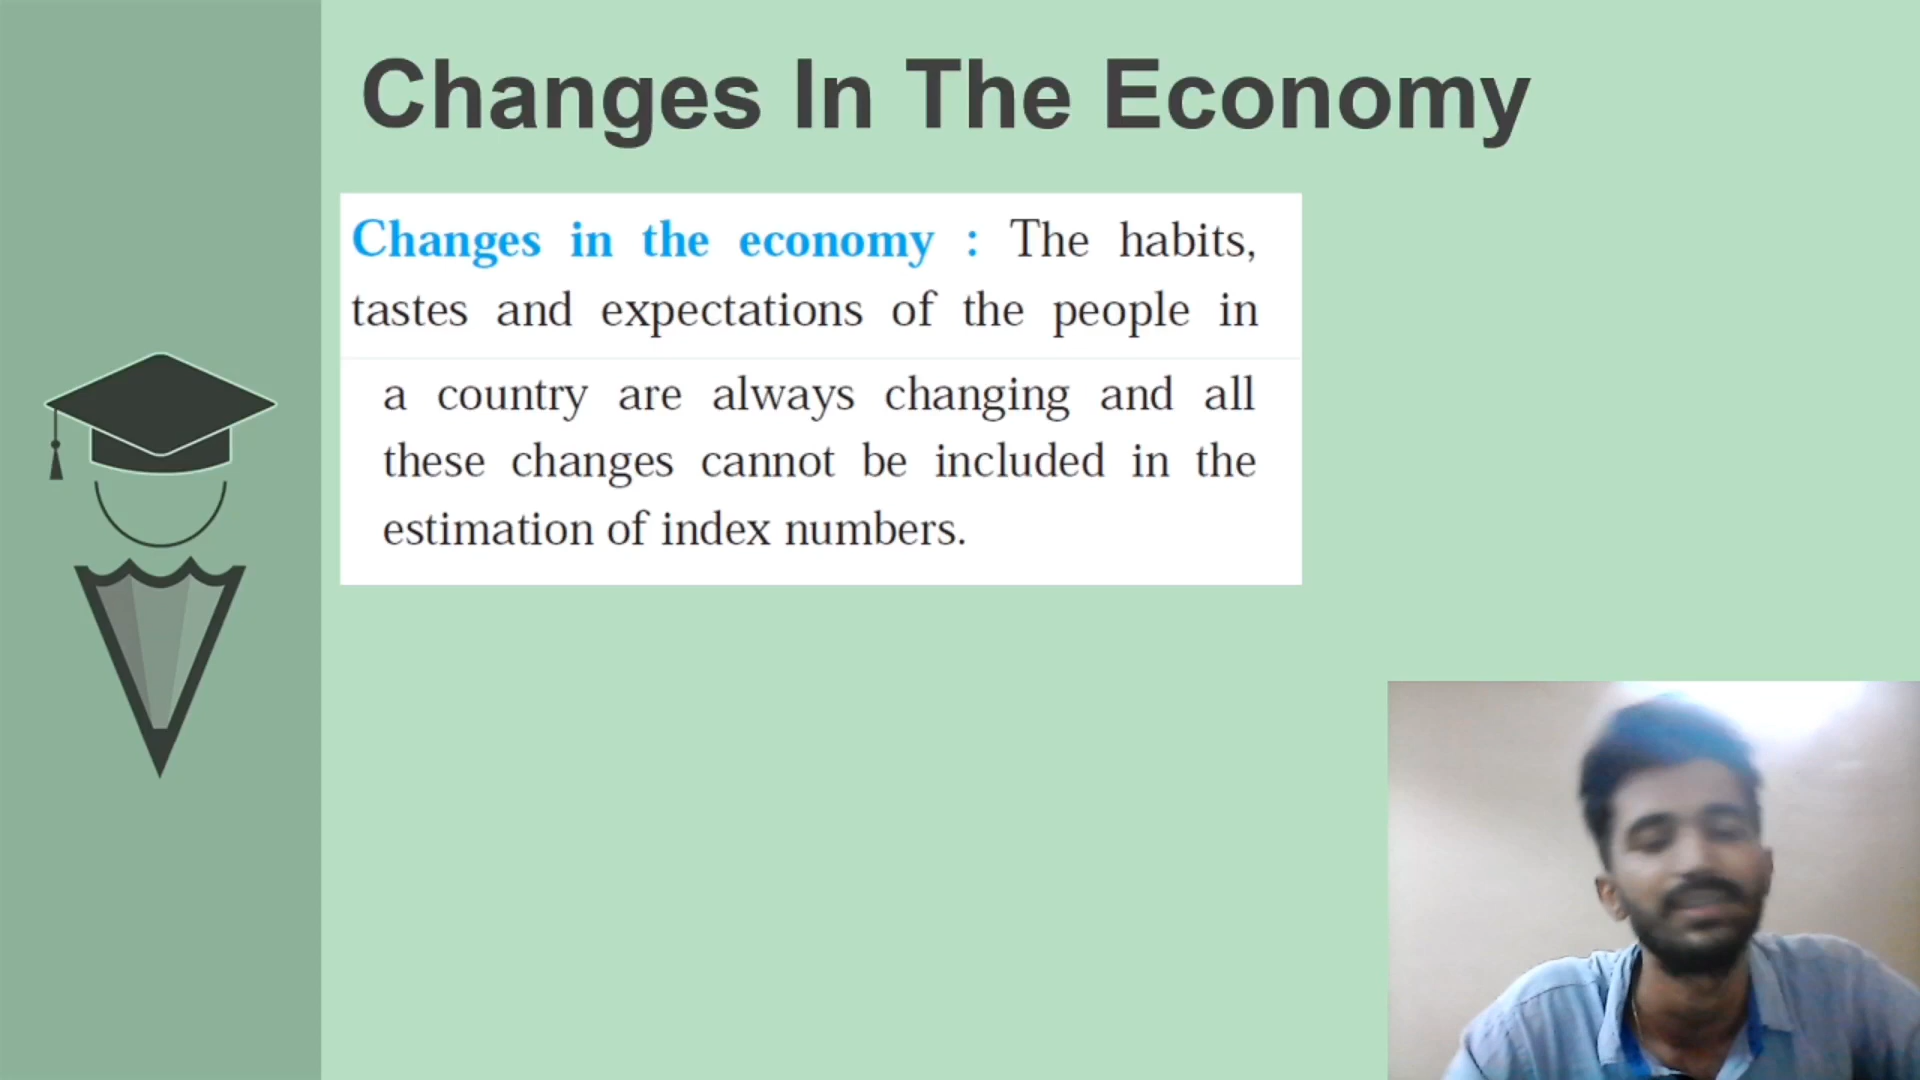 Changes In The Economy
Changes in the economy : The habits,
tastes and expectations of the people in
a country are always changing and all
these changes cannot be included in the
estimation of index numbers.